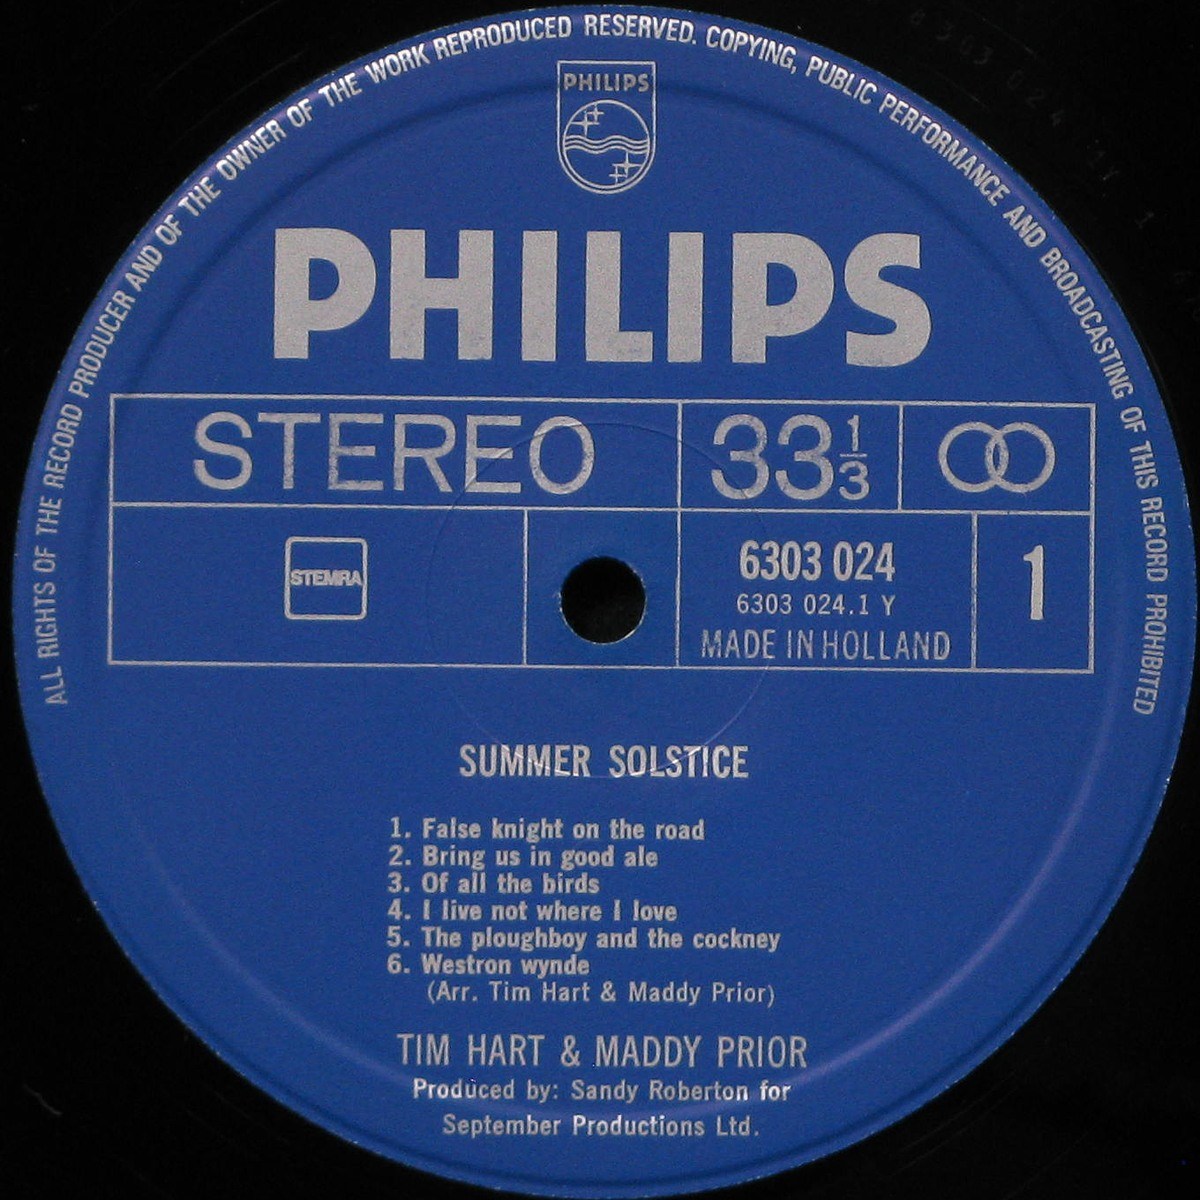 ALL RIGHTS OF THE RECORD PRODUCER AND OF THE OWNER OF THE WORK REPRODUCED RESERVED. COPYING, PUBLIC PERFORMANCE AND BROADCASTING OF THIS RECORD PROHIBITED
PHILIPS
PHILIPS
STEREO 33 1/3
STEMRA
6303 024
6303 024.1 Y
MADE IN HOLLAND
1
SUMMER SOLSTICE
1. False knight on the road
2. Bring us in good ale
3. Of all the birds
4. I live not where I love
5. The ploughboy and the cockney
6. Westron wynde
(Arr. Tim Hart & Maddy Prior)
TIM HART & MADDY PRIOR
Produced by: Sandy Roberton for
September Productions Ltd.